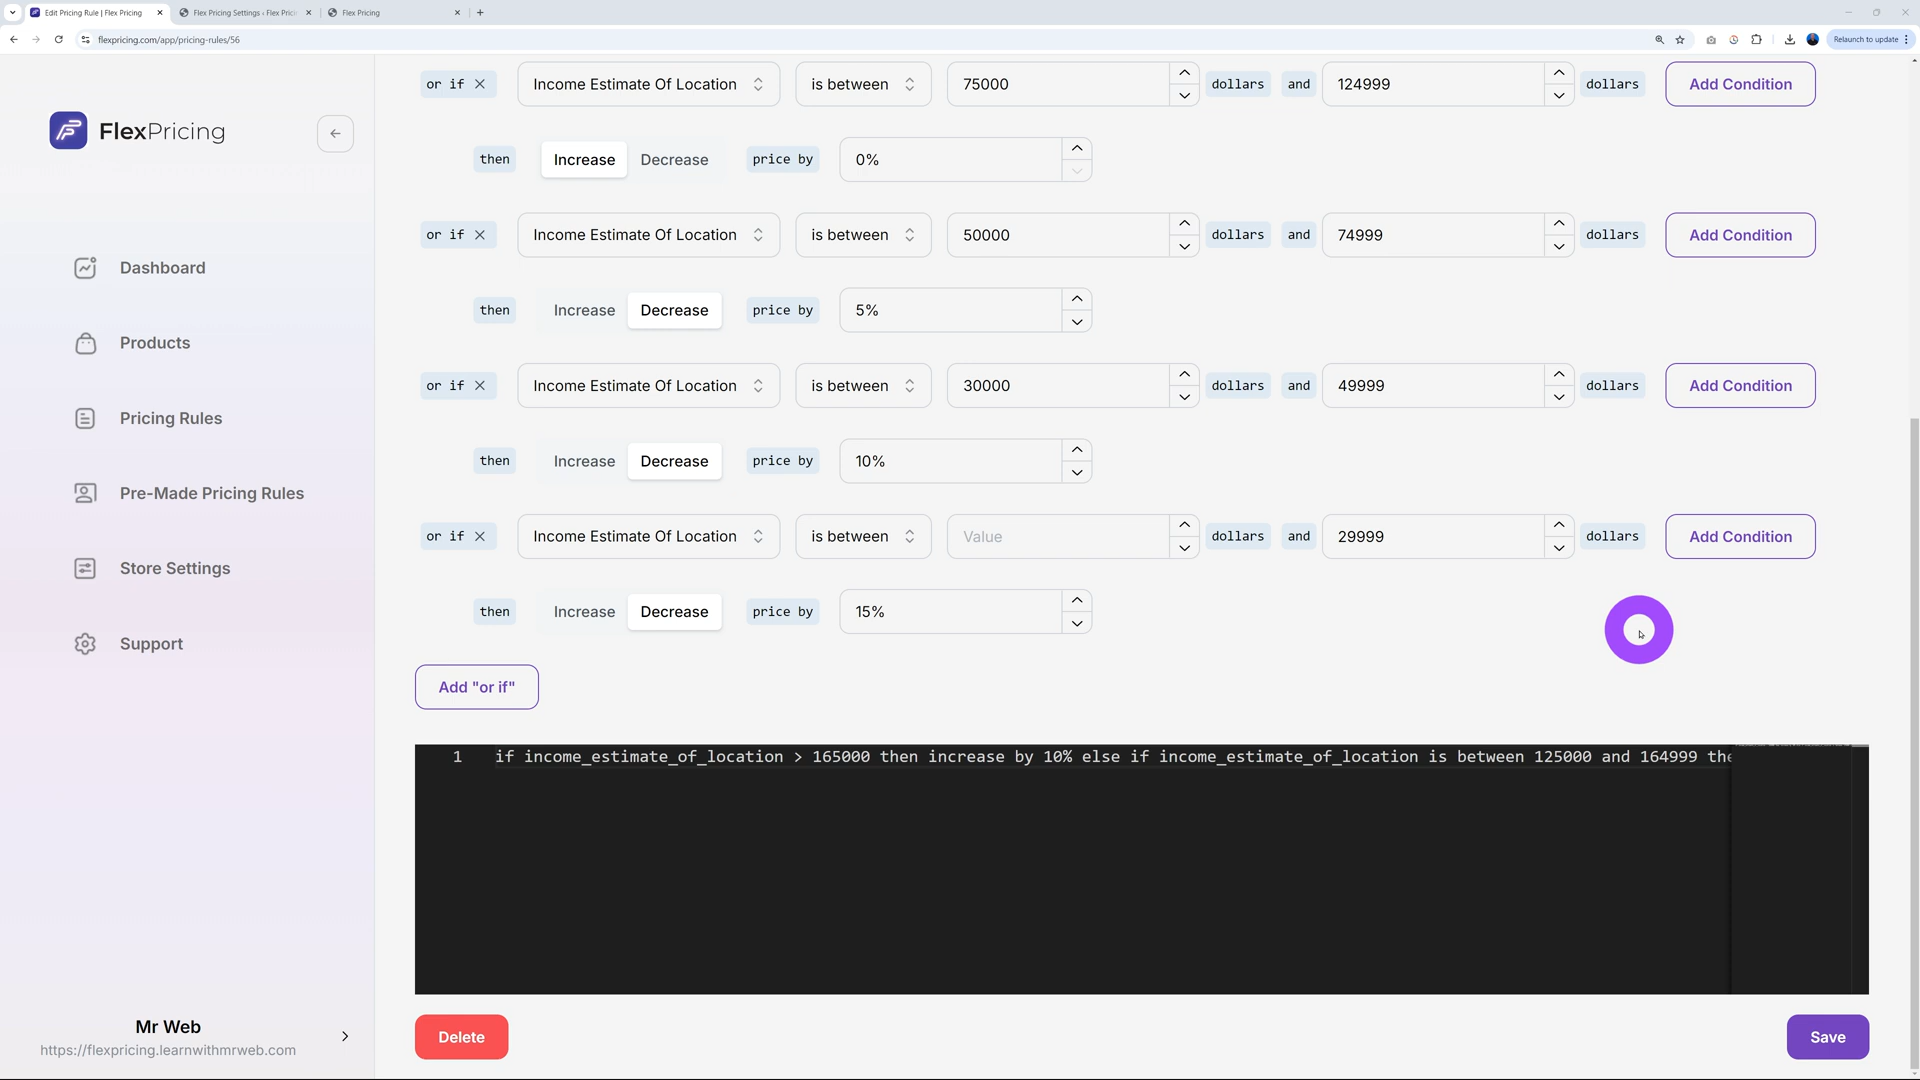 Edit Pricing Rule | Flex Pricing
Flex Pricing Settings ‹ Flex Prici
Flex Pricing
flexpricing.com/app/pricing-rules/56
Relaunch to update
FlexPricing
Dashboard
Products
Pricing Rules
Pre-Made Pricing Rules
Store Settings
Support
Mr Web
https://flexpricing.learnwithmrweb.com
or if Income Estimate Of Location is between 75000 dollars and 124999 dollars Add Condition
then Increase Decrease price by 0%
or if Income Estimate Of Location is between 50000 dollars and 74999 dollars Add Condition
then Increase Decrease price by 5%
or if Income Estimate Of Location is between 30000 dollars and 49999 dollars Add Condition
then Increase Decrease price by 10%
or if Income Estimate Of Location is between Value dollars and 29999 dollars Add Condition
then Increase Decrease price by 15%
Add "or if"
1 if income_estimate_of_location > 165000 then increase by 10% else if income_estimate_of_location is between 125000 and 164999 the
Delete
Save